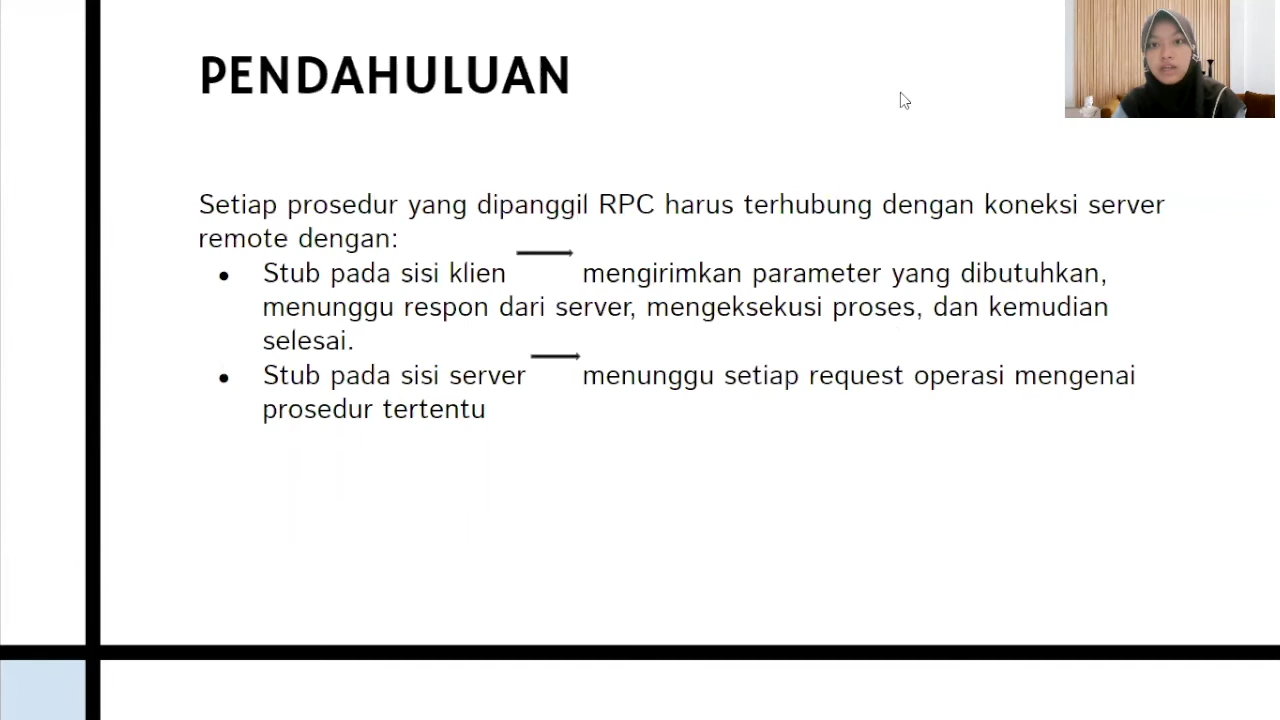 PENDAHULUAN
Setiap prosedur yang dipanggil RPC harus terhubung dengan koneksi server
remote dengan:
● Stub pada sisi klien → mengirimkan parameter yang dibutuhkan,
menunggu respon dari server, mengeksekusi proses, dan kemudian
selesai.
● Stub pada sisi server → menunggu setiap request operasi mengenai
prosedur tertentu